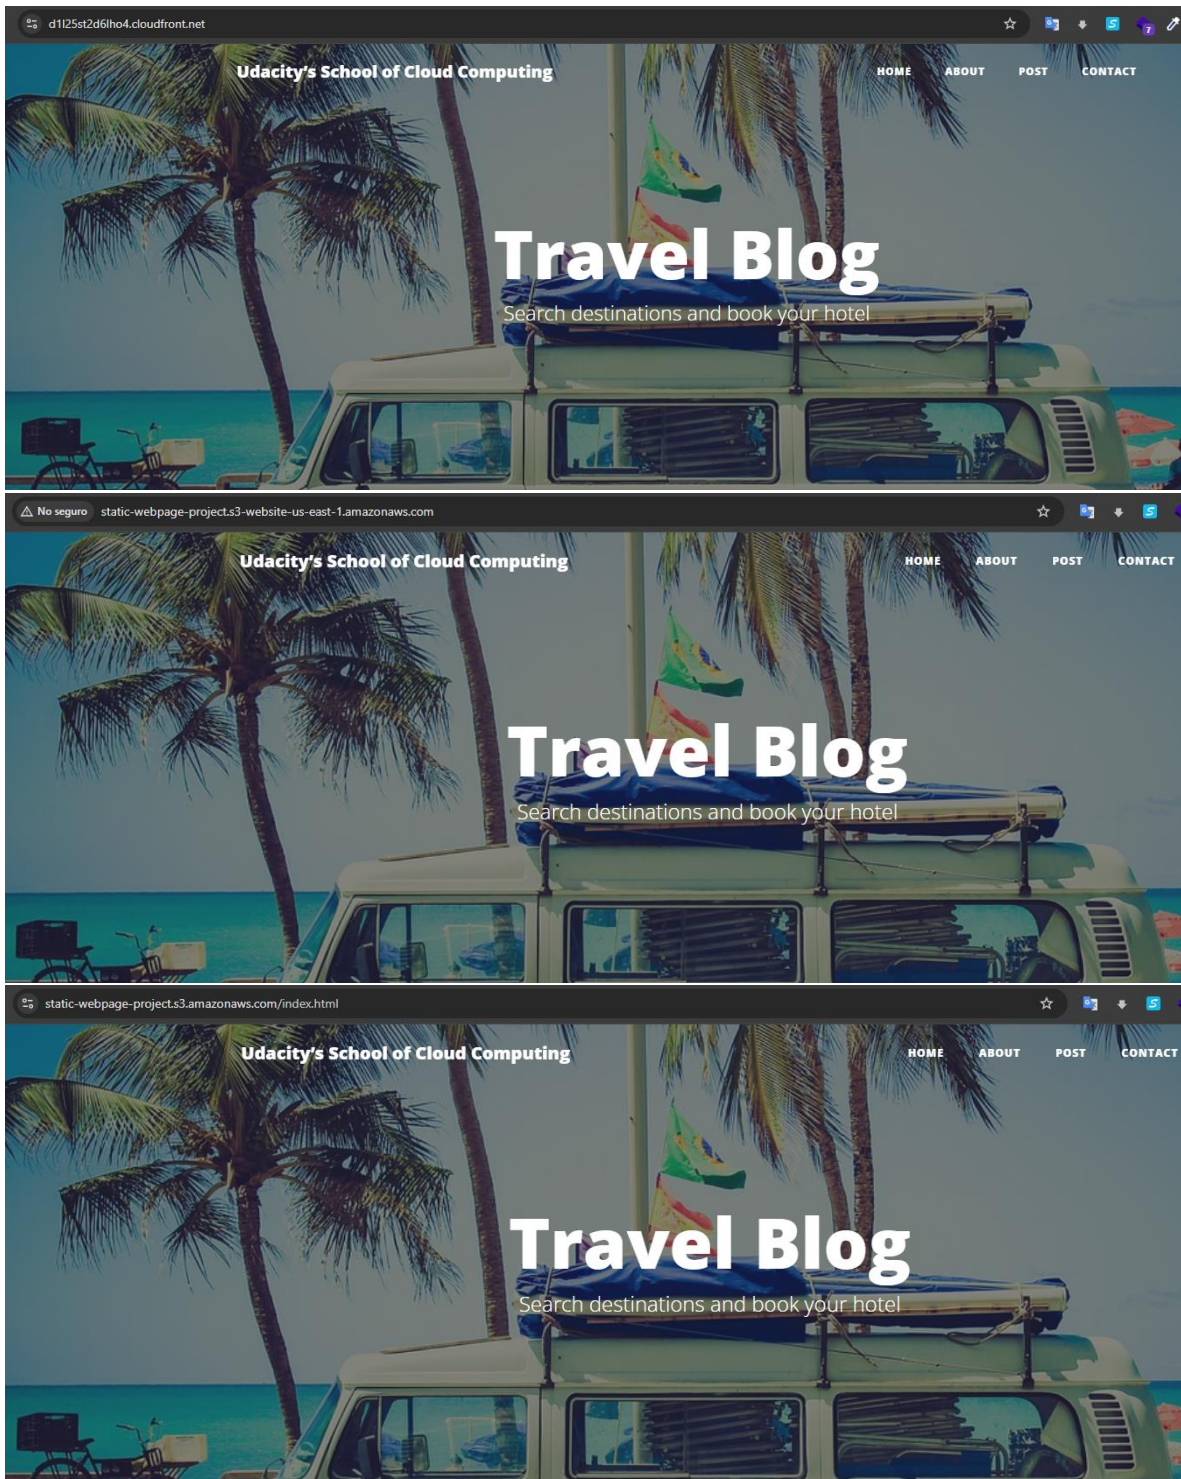 d1l25st2d6lho4.cloudfront.net
7
Udacity's School of Cloud Computing HOME ABOUT POST CONTACT
Travel Blog
Search destinations and book your hotel
No seguro static-webpage-project.s3-website-us-east-1.amazonaws.com
Udacity's School of Cloud Computing HOME ABOUT POST CONTACT
Travel Blog
Search destinations and book your hotel
static-webpage-project.s3.amazonaws.com/index.html
Udacity's School of Cloud Computing HOME ABOUT POST CONTACT
Travel Blog
Search destinations and book your hotel